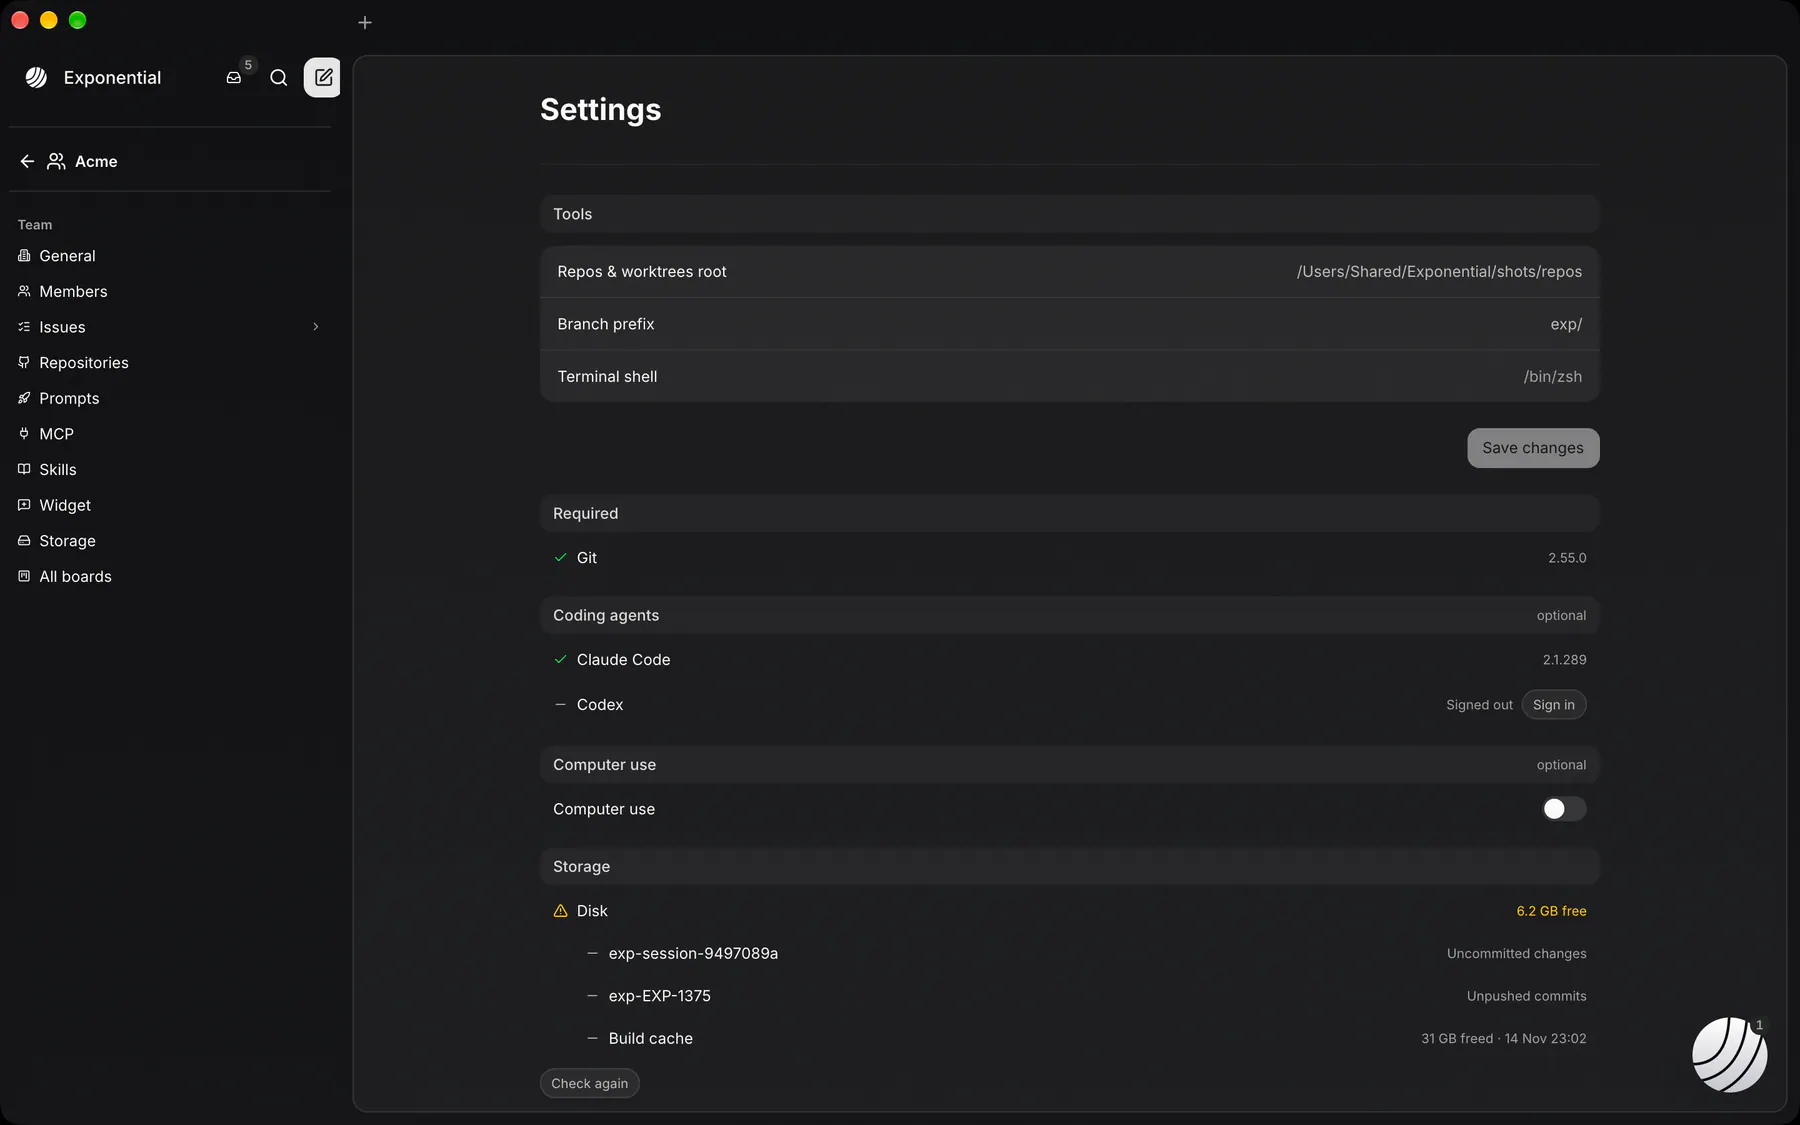 Exponential
5
Acme
Team
General
Members
Issues
Repositories
Prompts
MCP
Skills
Widget
Storage
All boards
Settings
Tools
Repos & worktrees root /Users/Shared/Exponential/shots/repos
Branch prefix exp/
Terminal shell /bin/zsh
Save changes
Required
Git 2.55.0
Coding agents optional
Claude Code 2.1.289
Codex Signed out Sign in
Computer use optional
Computer use
Storage
Disk 6.2 GB free
exp-session-9497089a Uncommitted changes
exp-EXP-1375 Unpushed commits
Build cache 31 GB freed · 14 Nov 23:02
Check again
1